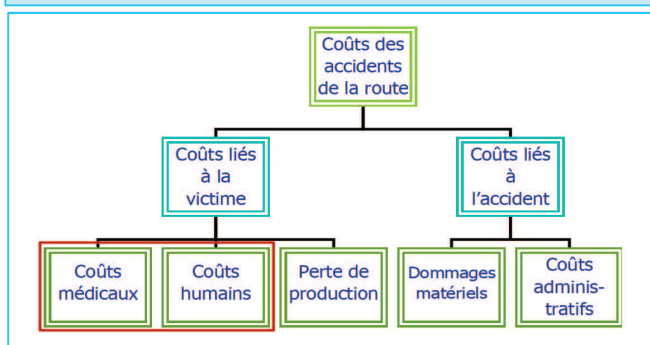 Coûts des
accidents
de la route
Coûts liés
à la
victime
Coûts liés
à
l'accident
Coûts
médicaux
Coûts
humains
Perte de
production
Dommages
matériels
Coûts
adminis-
tratifs